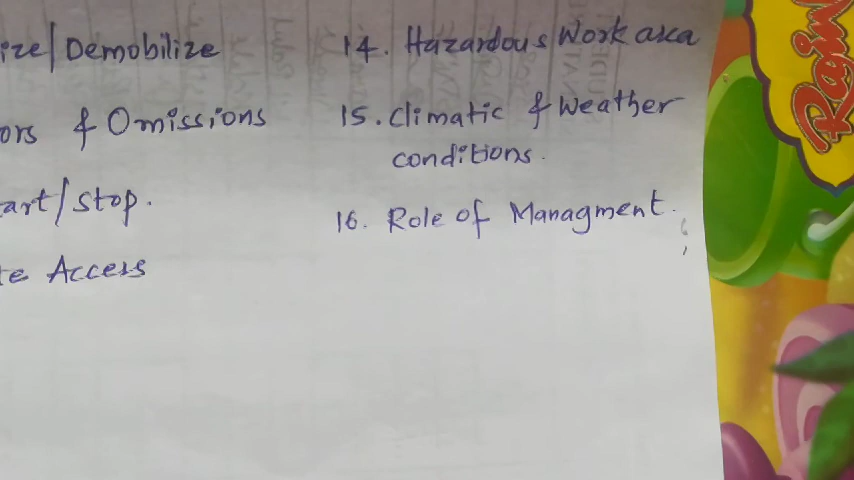 ize/Demobilize
ors & Omissions
art/stop.
te Access
14. Hazardous Work area
15. climatic & Weather
conditions.
16. Role of Managment.
Rain